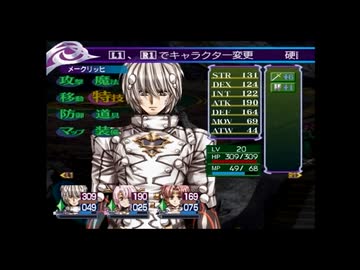 L1、R1でキャラクター変更
硬
メークリッヒ
攻撃 魔法
移動 特技
防御 道具
マップ 装備
STR 131
DEX 124
INT 122
ATK 190
DEF 164
MOV 69
ATW 44
LV 20
HP 309/309
MP 49/ 68
L1
R1
309
049
190
026
169
075